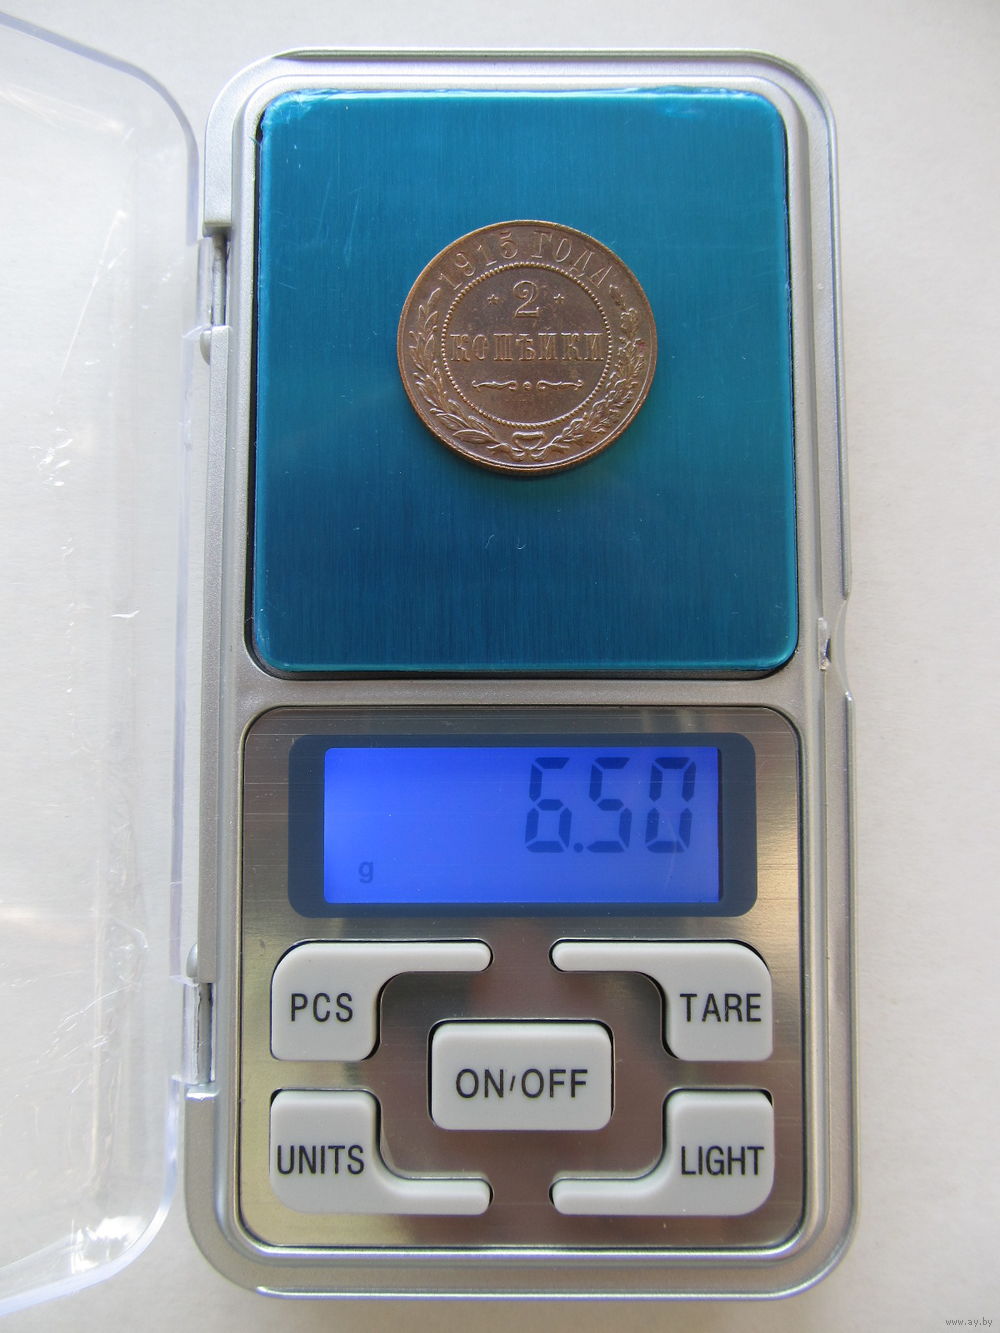 1915 ГОДА
* 2 *
КОПѢЙКИ
6.50
g
PCS
TARE
ON/OFF
UNITS
LIGHT
www.ay.by